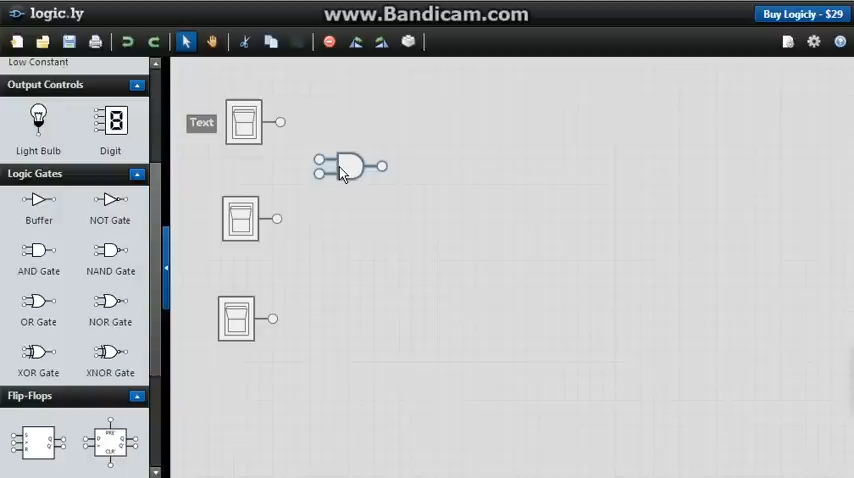 www.Bandicam.com
logic.ly
Buy Logicly - $29
Low Constant
Output Controls
Light Bulb
Digit
Logic Gates
Buffer
NOT Gate
AND Gate
NAND Gate
OR Gate
NOR Gate
XOR Gate
XNOR Gate
Flip-Flops
Text